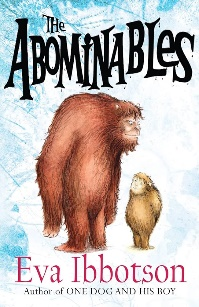 The
Abominables
Eva Ibbotson
Author of ONE DOG AND HIS BOY